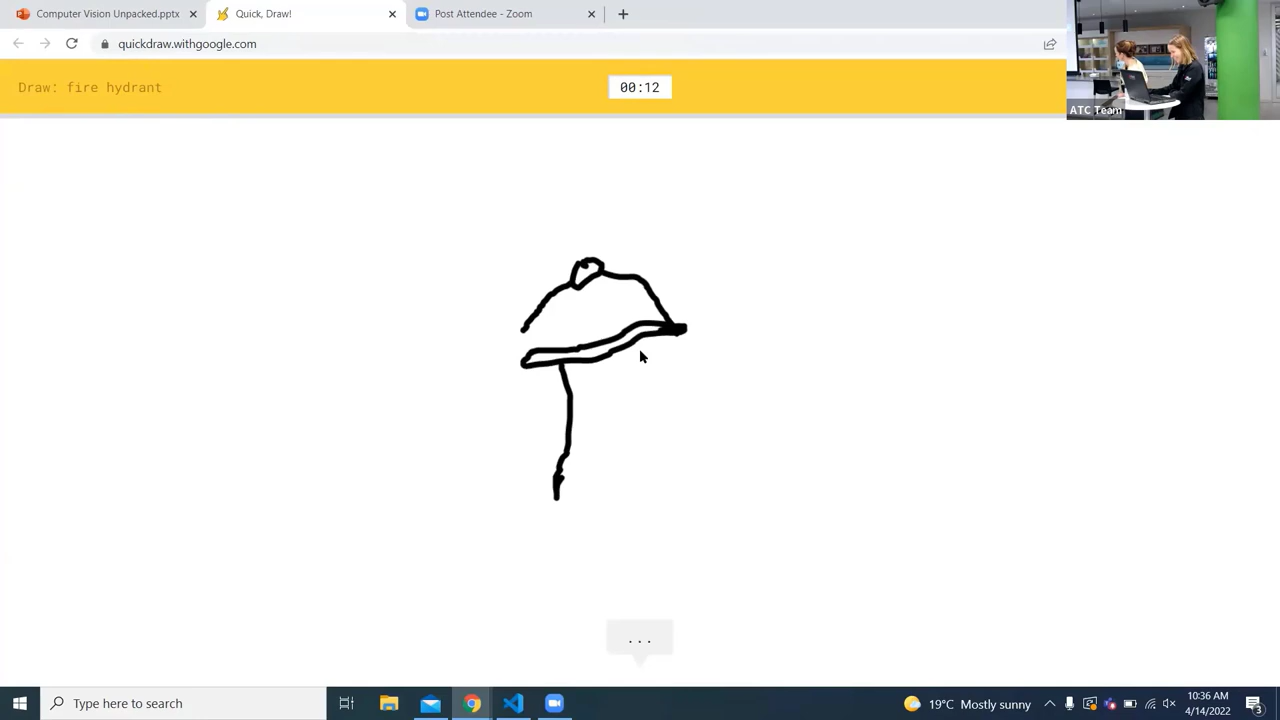 Computer Vision Unpacked.pptx
Quick, Draw!
Post Attendee - Zoom
quickdraw.withgoogle.com
Draw: fire hydrant
00:12
ATC Team
...
Type here to search
19°C Mostly sunny
10:36 AM
4/14/2022
3